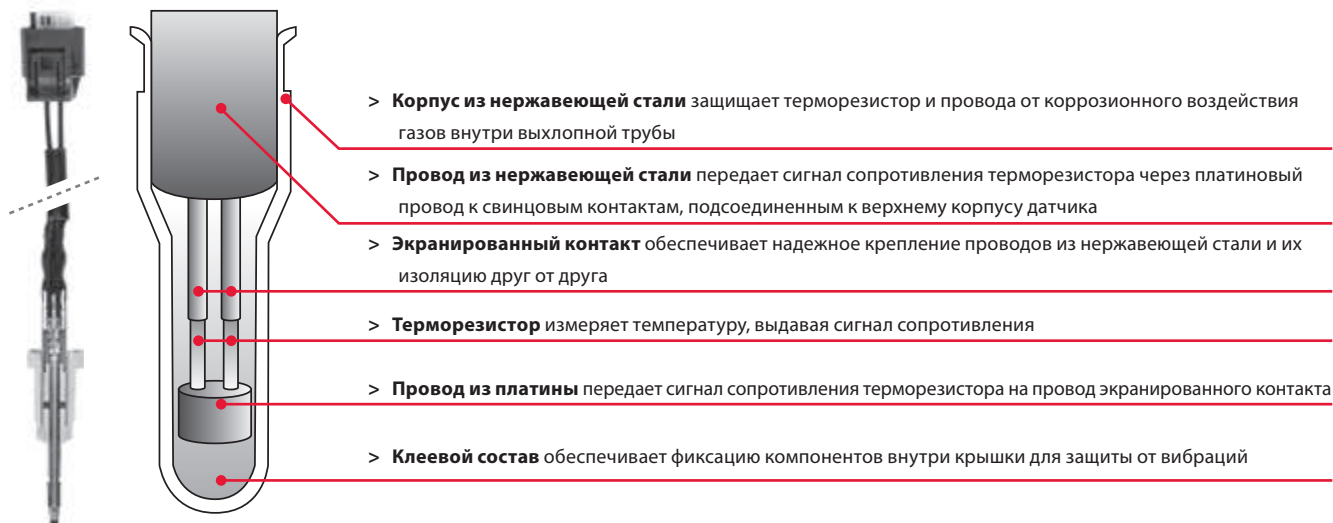 > Корпус из нержавеющей стали защищает терморезистор и провода от коррозионного воздействия
газов внутри выхлопной трубы
> Провод из нержавеющей стали передает сигнал сопротивления терморезистора через платиновый
провод к свинцовым контактам, подсоединенным к верхнему корпусу датчика
> Экранированный контакт обеспечивает надежное крепление проводов из нержавеющей стали и их
изоляцию друг от друга
> Терморезистор измеряет температуру, выдавая сигнал сопротивления
> Провод из платины передает сигнал сопротивления терморезистора на провод экранированного контакта
> Клеевой состав обеспечивает фиксацию компонентов внутри крышки для защиты от вибраций